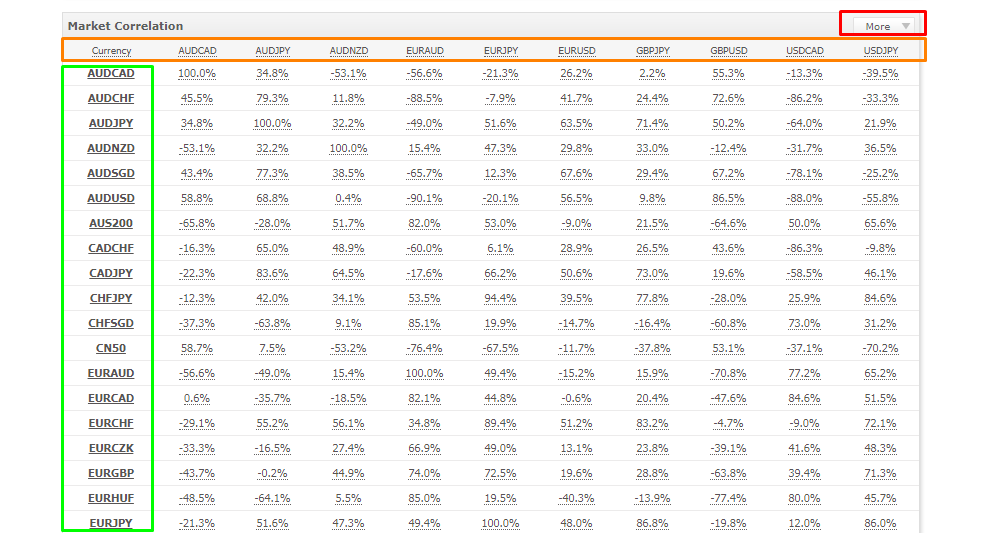 Market Correlation More
Currency AUDCAD AUDJPY AUDNZD EURAUD EURJPY EURUSD GBPJPY GBPUSD USDCAD USDJPY
AUDCAD 100.0% 34.8% -53.1% -56.6% -21.3% 26.2% 2.2% 55.3% -13.3% -39.5%
AUDCHF 45.5% 79.3% 11.8% -88.5% -7.9% 41.7% 24.4% 72.6% -86.2% -33.3%
AUDJPY 34.8% 100.0% 32.2% -49.0% 51.6% 63.5% 71.4% 50.2% -64.0% 21.9%
AUDNZD -53.1% 32.2% 100.0% 15.4% 47.3% 29.8% 33.0% -12.4% -31.7% 36.5%
AUDSGD 43.4% 77.3% 38.5% -65.7% 12.3% 67.6% 29.4% 67.2% -78.1% -25.2%
AUDUSD 58.8% 68.8% 0.4% -90.1% -20.1% 56.5% 9.8% 86.5% -88.0% -55.8%
AUS200 -65.8% -28.0% 51.7% 82.0% 53.0% -9.0% 21.5% -64.6% 50.0% 65.6%
CADCHF -16.3% 65.0% 48.9% -60.0% 6.1% 28.9% 26.5% 43.6% -86.3% -9.8%
CADJPY -22.3% 83.6% 64.5% -17.6% 66.2% 50.6% 73.0% 19.6% -58.5% 46.1%
CHFJPY -12.3% 42.0% 34.1% 53.5% 94.4% 39.5% 77.8% -28.0% 25.9% 84.6%
CHFSGD -37.3% -63.8% 9.1% 85.1% 19.9% -14.7% -16.4% -60.8% 73.0% 31.2%
CN50 58.7% 7.5% -53.2% -76.4% -67.5% -11.7% -37.8% 53.1% -37.1% -70.2%
EURAUD -56.6% -49.0% 15.4% 100.0% 49.4% -15.2% 15.9% -70.8% 77.2% 65.2%
EURCAD 0.6% -35.7% -18.5% 82.1% 44.8% -0.6% 20.4% -47.6% 84.6% 51.5%
EURCHF -29.1% 55.2% 56.1% 34.8% 89.4% 51.2% 83.2% -4.7% -9.0% 72.1%
EURCZK -33.3% -16.5% 27.4% 66.9% 49.0% 13.1% 23.8% -39.1% 41.6% 48.3%
EURGBP -43.7% -0.2% 44.9% 74.0% 72.5% 19.6% 28.8% -63.8% 39.4% 71.3%
EURHUF -48.5% -64.1% 5.5% 85.0% 19.5% -40.3% -13.9% -77.4% 80.0% 45.7%
EURJPY -21.3% 51.6% 47.3% 49.4% 100.0% 48.0% 86.8% -19.8% 12.0% 86.0%